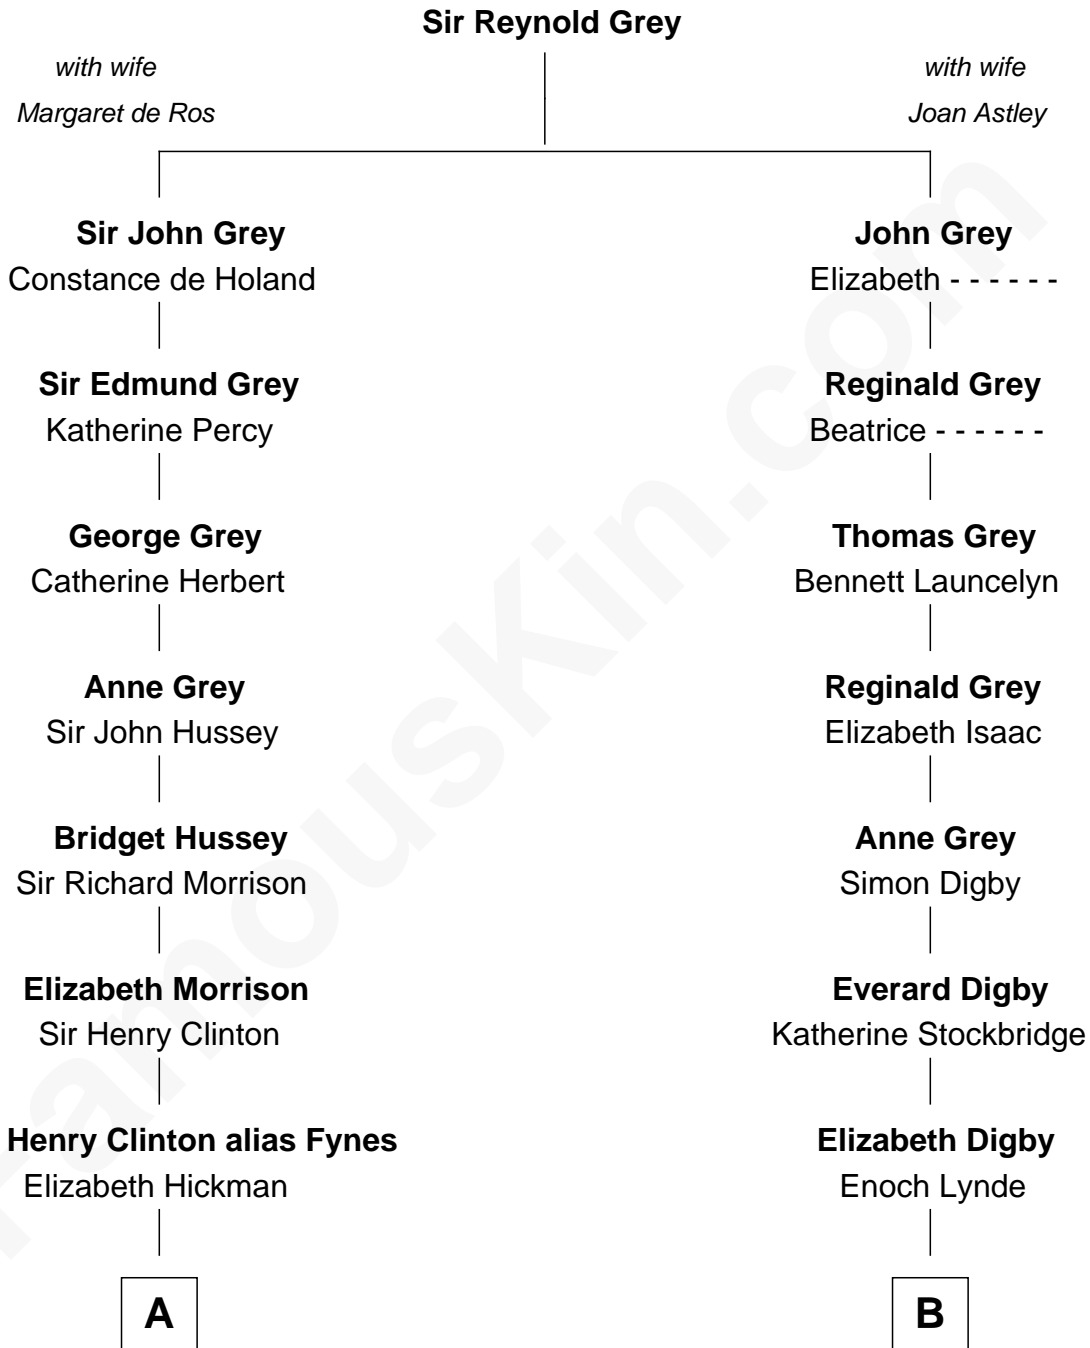 Sir Reynold Grey
with wife
Margaret de Ros
with wife
Joan Astley
Sir John Grey
Constance de Holand
John Grey
Elizabeth - - - - - -
Sir Edmund Grey
Katherine Percy
Reginald Grey
Beatrice - - - - - -
George Grey
Catherine Herbert
Thomas Grey
Bennett Launcelyn
Anne Grey
Sir John Hussey
Reginald Grey
Elizabeth Isaac
Bridget Hussey
Sir Richard Morrison
Anne Grey
Simon Digby
Elizabeth Morrison
Sir Henry Clinton
Everard Digby
Katherine Stockbridge
Henry Clinton alias Fynes
Elizabeth Hickman
Elizabeth Digby
Enoch Lynde
A
B
FamousKin.com